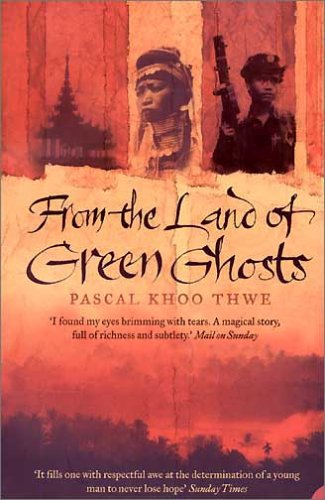 From the Land of
Green Ghosts
PASCAL KHOO THWE
'I found my eyes brimming with tears. A magical story,
full of richness and subtlety.' Mail on Sunday
'It fills one with respectful awe at the determination of a young
man to never lose hope' Sunday Times